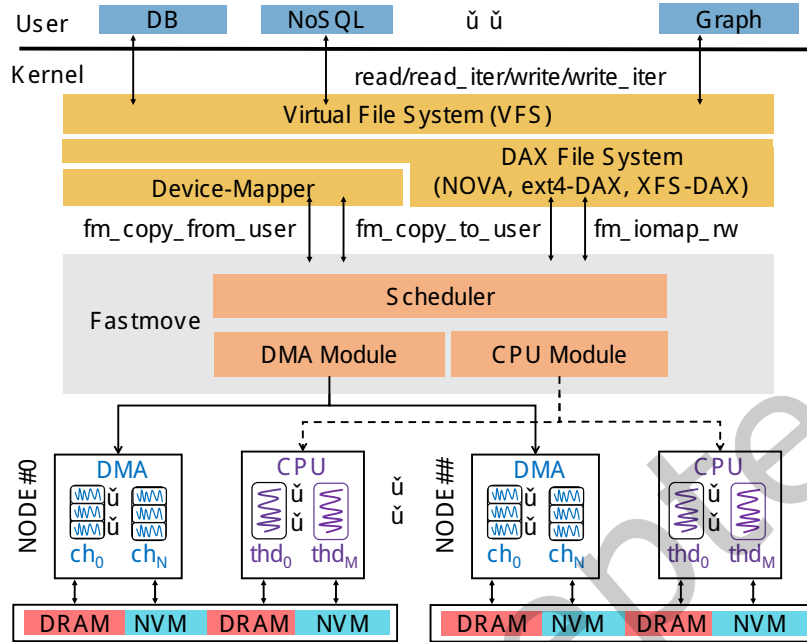 User DB NoSQL ǔ ǔ Graph
Kernel read/read_iter/write/write_iter
Virtual File System (VFS)
DAX File System
Device-Mapper (NOVA, ext4-DAX, XFS-DAX)
fm_copy_from_user fm_copy_to_user fm_iomap_rw
Scheduler
Fastmove
DMA Module CPU Module
NODE#0 DMA CPU NODE## DMA CPU
ǔ ǔ ǔ ǔ ǔ
ǔ ǔ ǔ ǔ ǔ
ch0 chN thd0 thdM ch0 chN thd0 thdM
DRAM NVM DRAM NVM DRAM NVM DRAM NVM